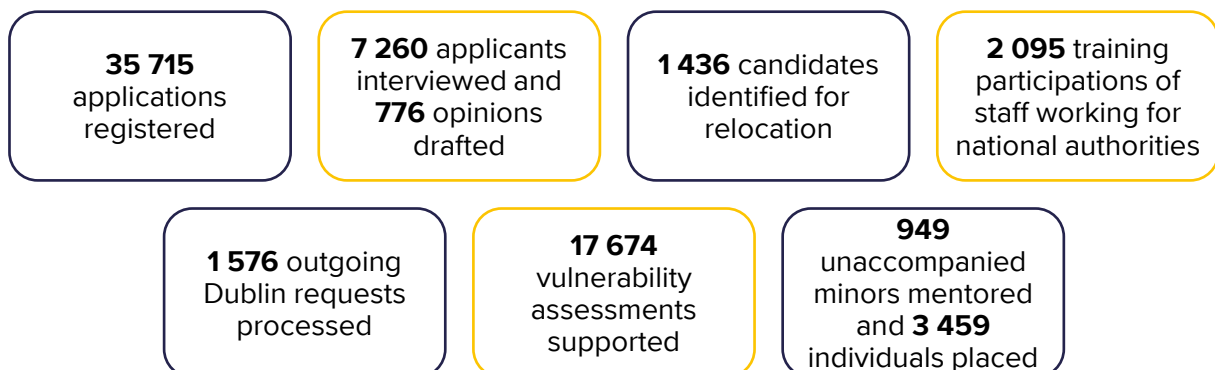 35 715
applications
registered
7 260 applicants
interviewed and
776 opinions
drafted
1 436 candidates
identified for
relocation
2 095 training
participations of
staff working for
national authorities
1 576 outgoing
Dublin requests
processed
17 674
vulnerability
assessments
supported
949
unaccompanied
minors mentored
and 3 459
individuals placed